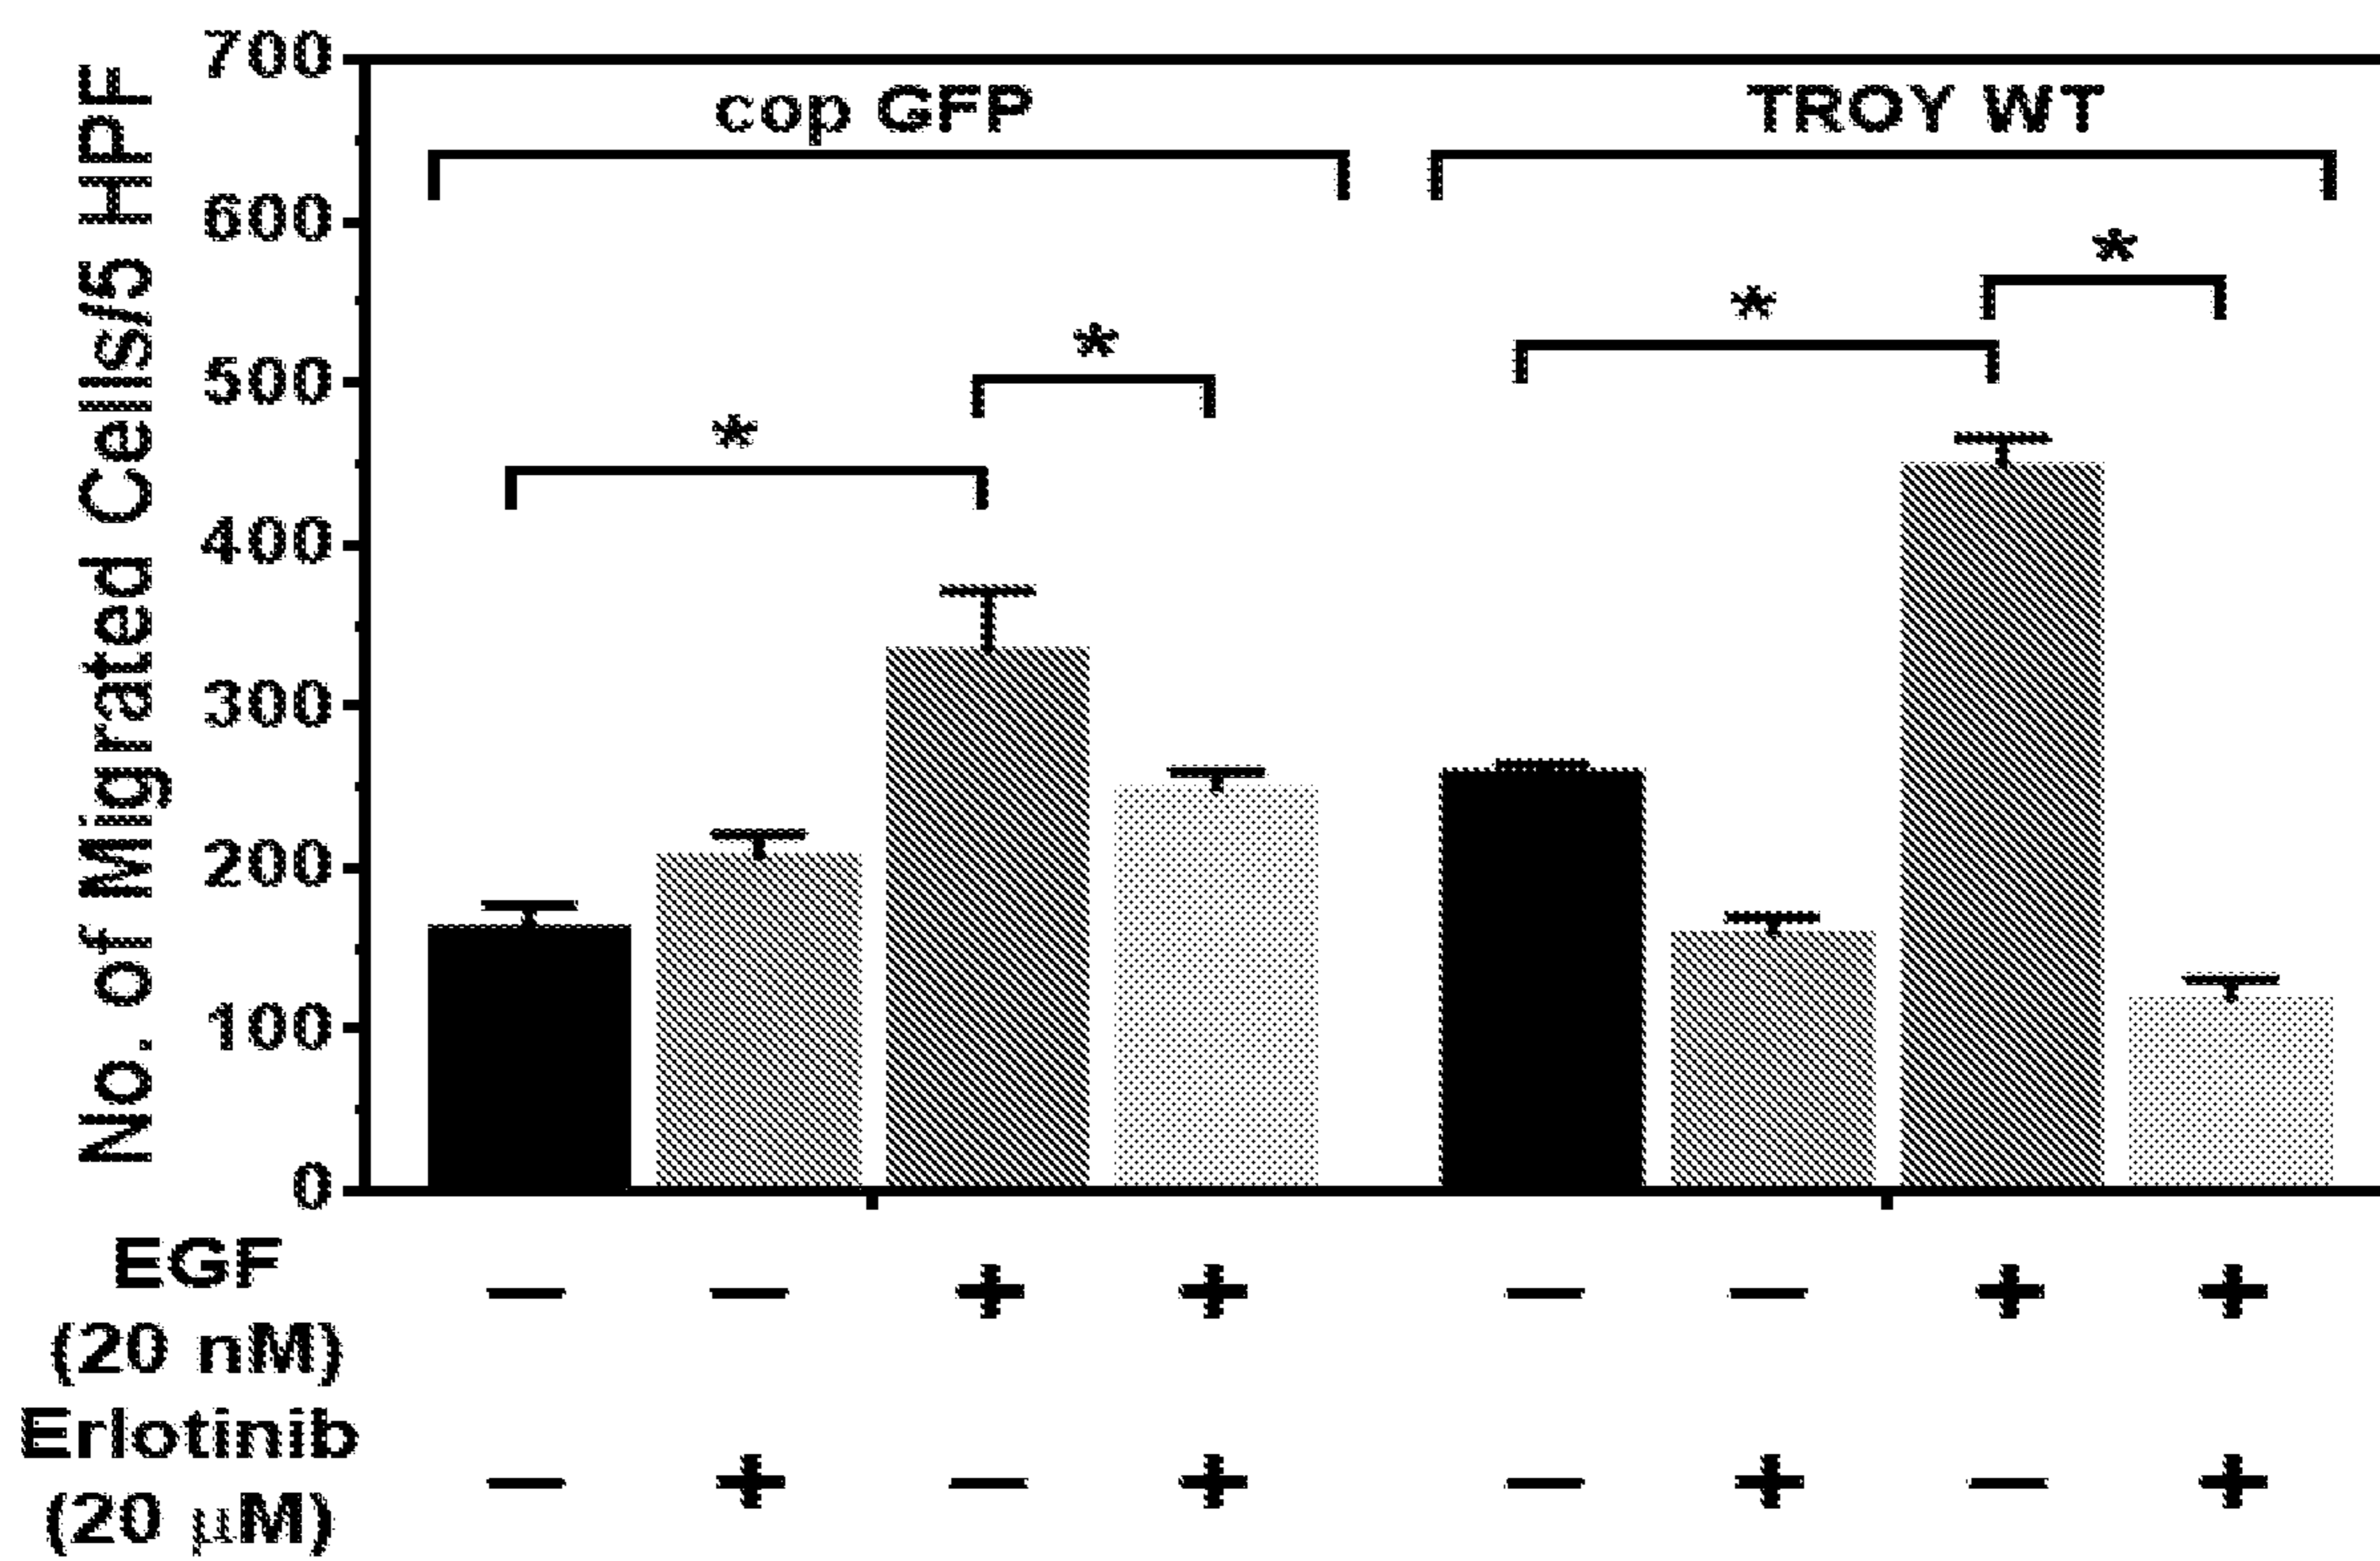 No. of Migrated Cells/5 HPF
700
600
500
400
300
200
100
0
cop GFP
TROY WT
*
*
*
*
EGF
(20 nM)
− − + + − − + +
Erlotinib
(20 μM)
− + − + − + − +